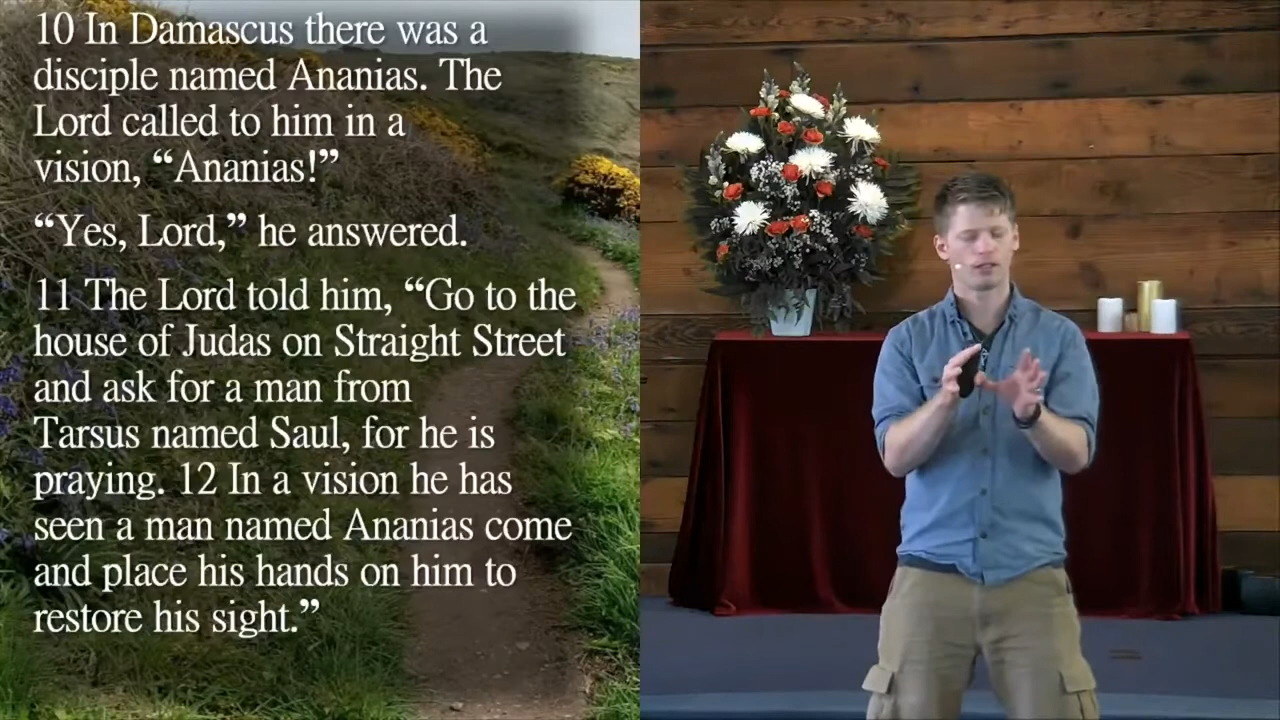 10 In Damascus there was a
disciple named Ananias. The
Lord called to him in a
vision, “Ananias!”
“Yes, Lord,” he answered.
11 The Lord told him, “Go to the
house of Judas on Straight Street
and ask for a man from
Tarsus named Saul, for he is
praying. 12 In a vision he has
seen a man named Ananias come
and place his hands on him to
restore his sight.”